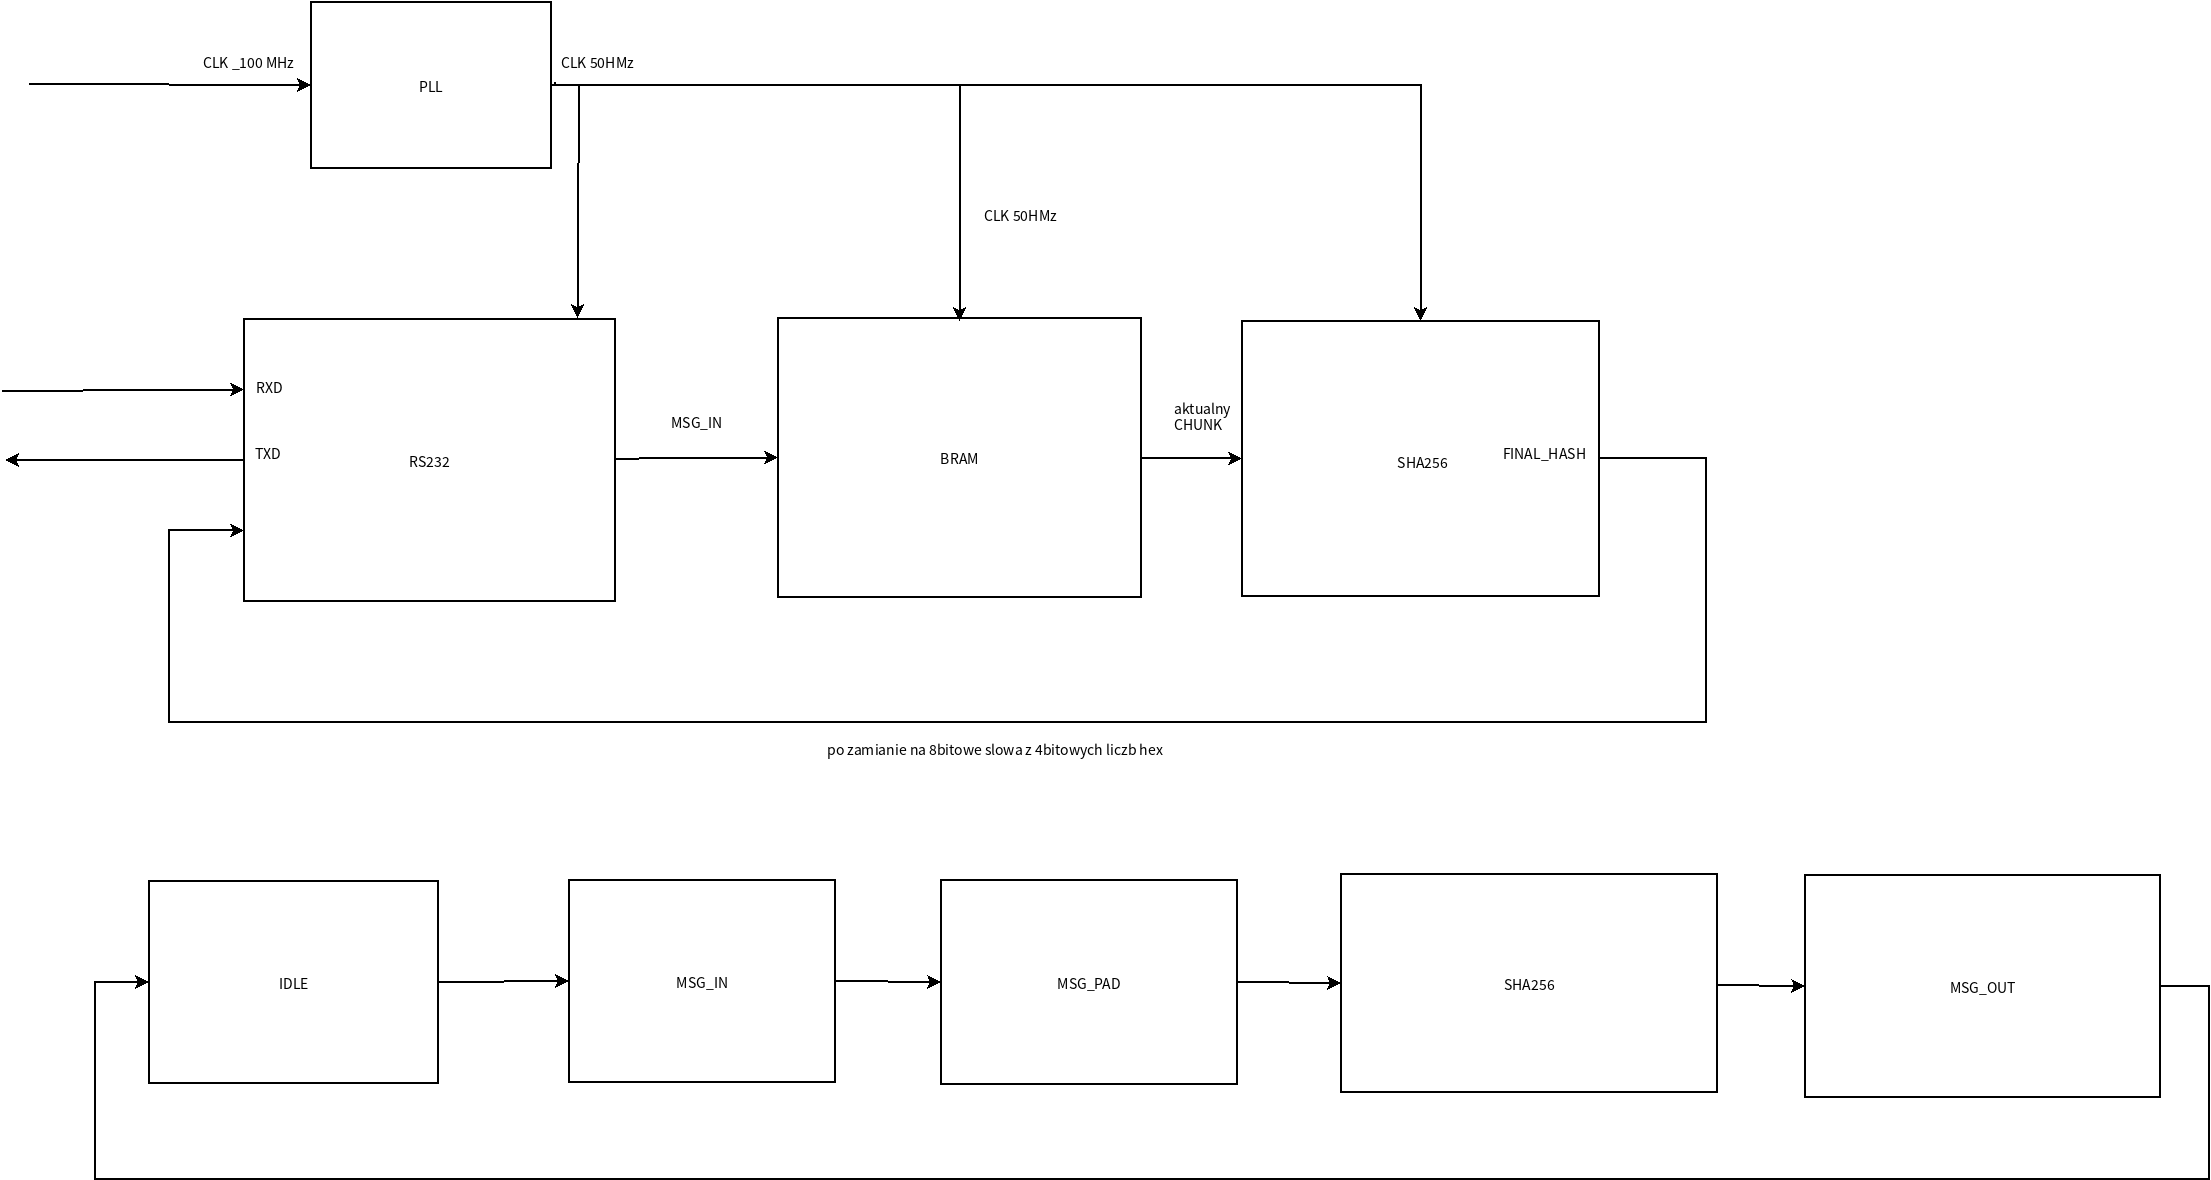 CLK _100 MHz
CLK 50HMz
PLL
CLK 50HMz
RXD
TXD
RS232
MSG_IN
BRAM
aktualny
CHUNK
SHA256
FINAL_HASH
po zamianie na 8bitowe slowa z 4bitowych liczb hex
IDLE
MSG_IN
MSG_PAD
SHA256
MSG_OUT